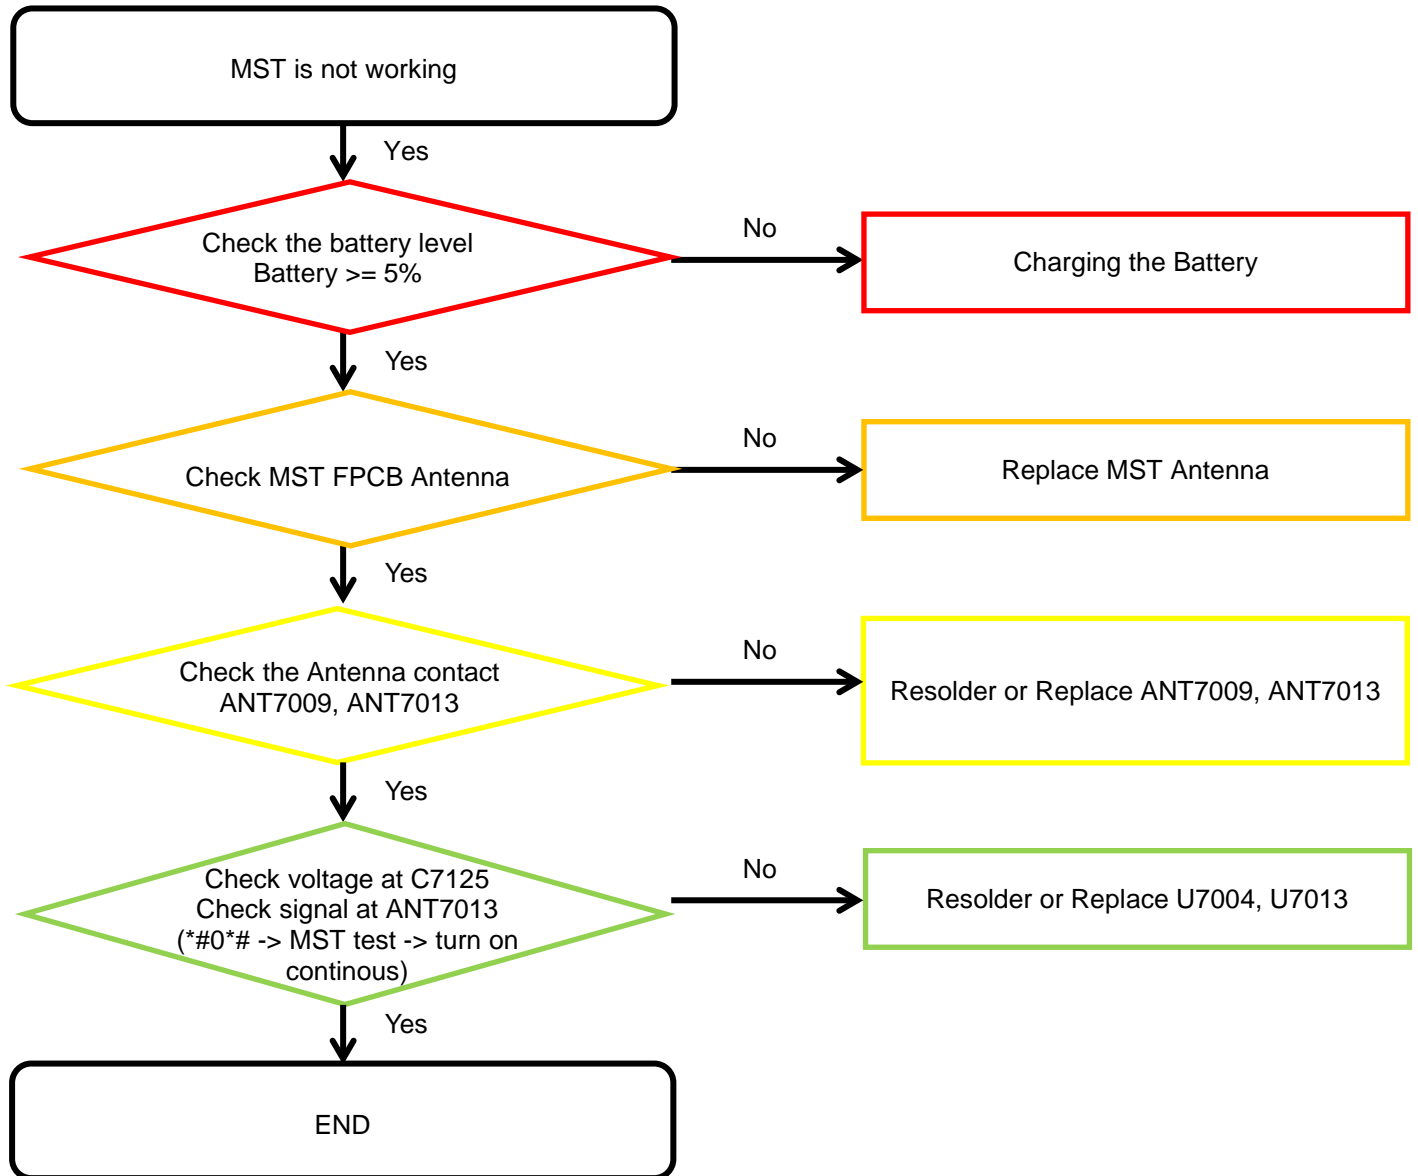 MST is not working
Yes
Check the battery level
Battery >= 5%
No
Charging the Battery
Yes
Check MST FPCB Antenna
No
Replace MST Antenna
Yes
Check the Antenna contact
ANT7009, ANT7013
No
Resolder or Replace ANT7009, ANT7013
Yes
Check voltage at C7125
Check signal at ANT7013
(*#0*# -> MST test -> turn on
continous)
No
Resolder or Replace U7004, U7013
Yes
END